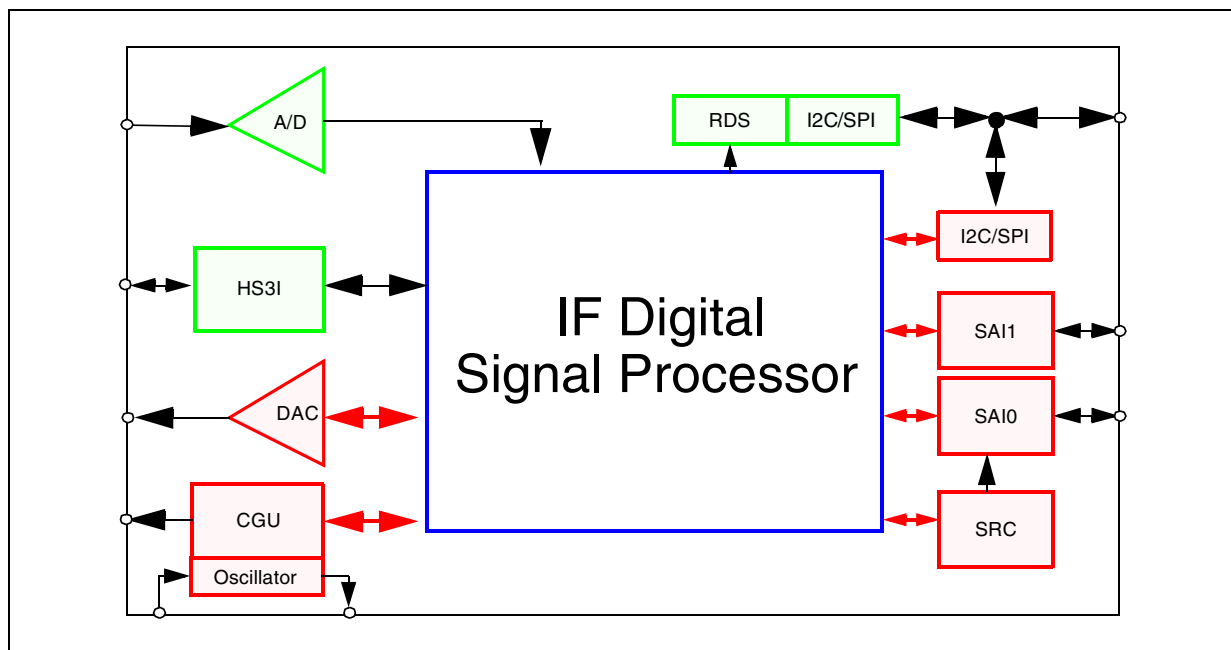 A/D
RDS
I2C/SPI
I2C/SPI
HS3I
IF Digital
Signal Processor
SAI1
DAC
SAI0
CGU
SRC
Oscillator